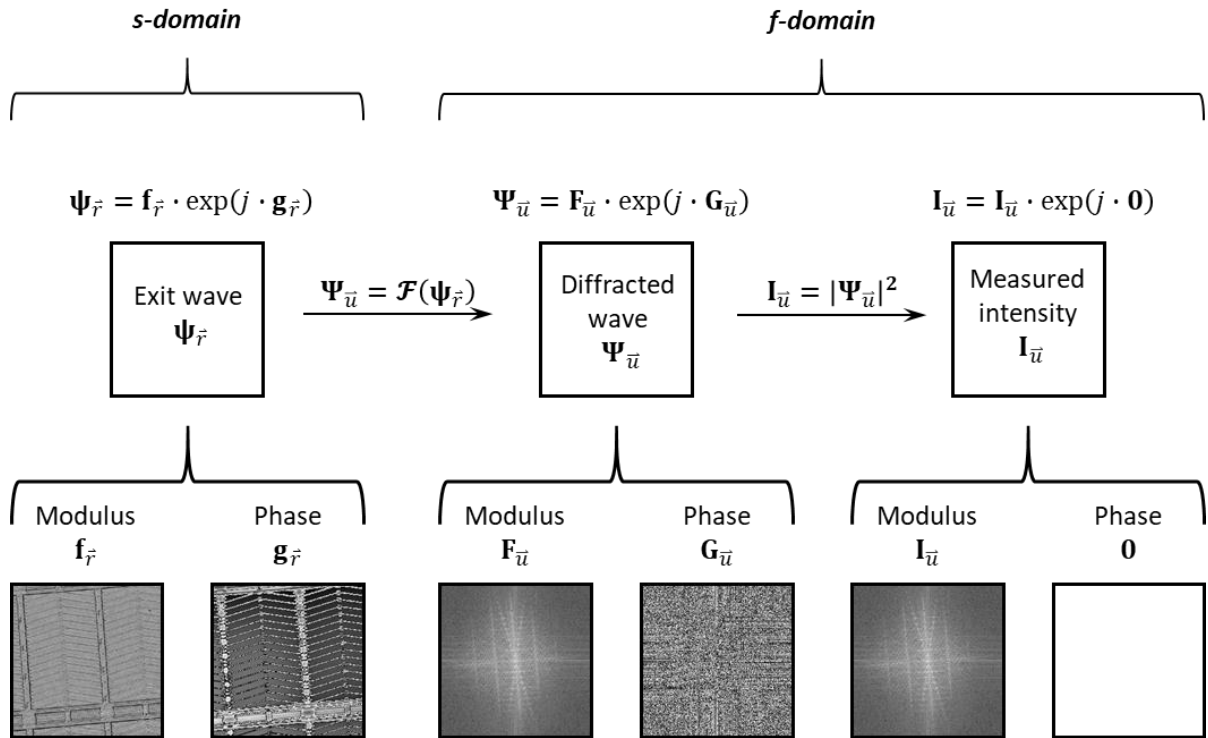 s-domain
f-domain
𝛙_r⃗ = 𝐟_r⃗ · exp(j · 𝐠_r⃗)
𝚿_u⃗ = 𝐅_u⃗ · exp(j · 𝐆_u⃗)
𝐈_u⃗ = 𝐈_u⃗ · exp(j · 𝟎)
Exit wave
𝛙_r⃗
𝚿_u⃗ = 𝓕(𝛙_r⃗)
Diffracted
wave
𝚿_u⃗
𝐈_u⃗ = |𝚿_u⃗|²
Measured
intensity
𝐈_u⃗
Modulus
𝐟_r⃗
Phase
𝐠_r⃗
Modulus
𝐅_u⃗
Phase
𝐆_u⃗
Modulus
𝐈_u⃗
Phase
𝟎